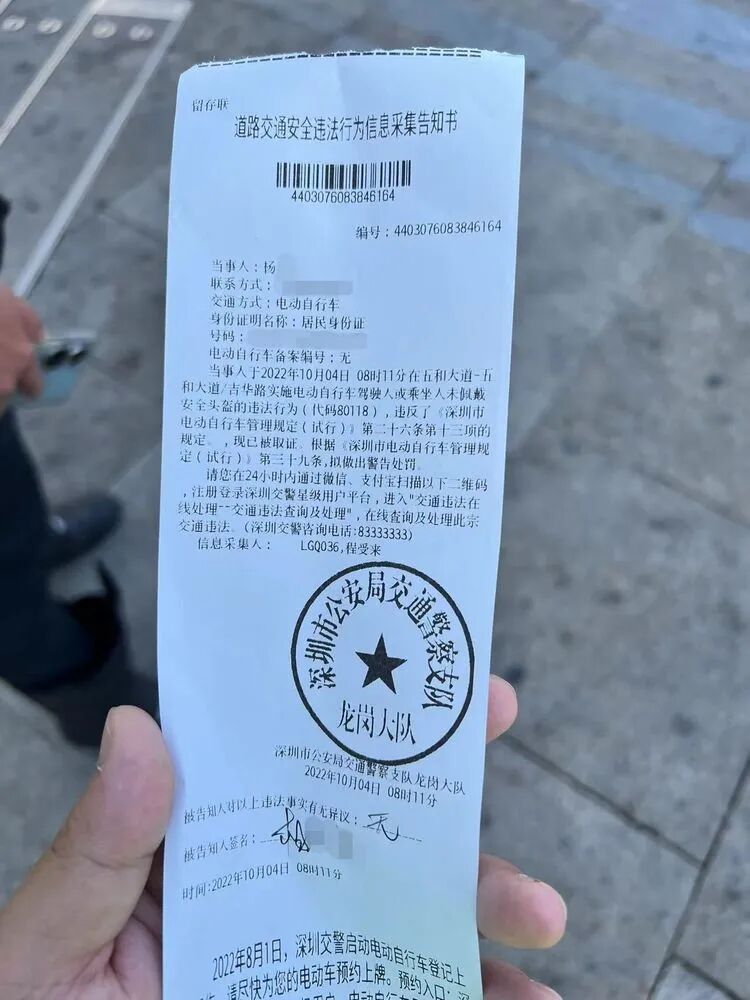 留存联
道路交通安全违法行为信息采集告知书
4403076083846164
编号：4403076083846164
当事人：杨
联系方式：
交通方式：电动自行车
身份证明名称：居民身份证
号码：
电动自行车备案编号：无
当事人于2022年10月04日 08时11分在五和大道-五
和大道/吉华路实施电动自行车驾驶人或乘坐人未佩戴
安全头盔的违法行为（代码80118），违反了《深圳市
电动自行车管理规定（试行）》第二十六条第十三项的
规定。，现已被取证。根据《深圳市电动自行车管理规
定（试行）》第三十九条，拟做出警告处罚。
请您在24小时内通过微信、支付宝扫描以下二维码
，注册登录深圳交警星级用户平台，进入"交通违法在
线处理--交通违法查询及处理"，在线查询及处理此宗
交通违法。（深圳交警咨询电话:83333333）
信息采集人： LGQ036,程受来
深圳市公安局交通警察支队
龙岗大队
深圳市公安局交通警察支队龙岗大队
2022年10月04日 08时11分
被告知人对以上违法事实有无异议：无
被告知人签名：杨
时间:2022年10月04日 08时11分
2022年8月1日，深圳交警启动电动自行车登记上
请尽快为您的电动车预约上牌。预约入口：深